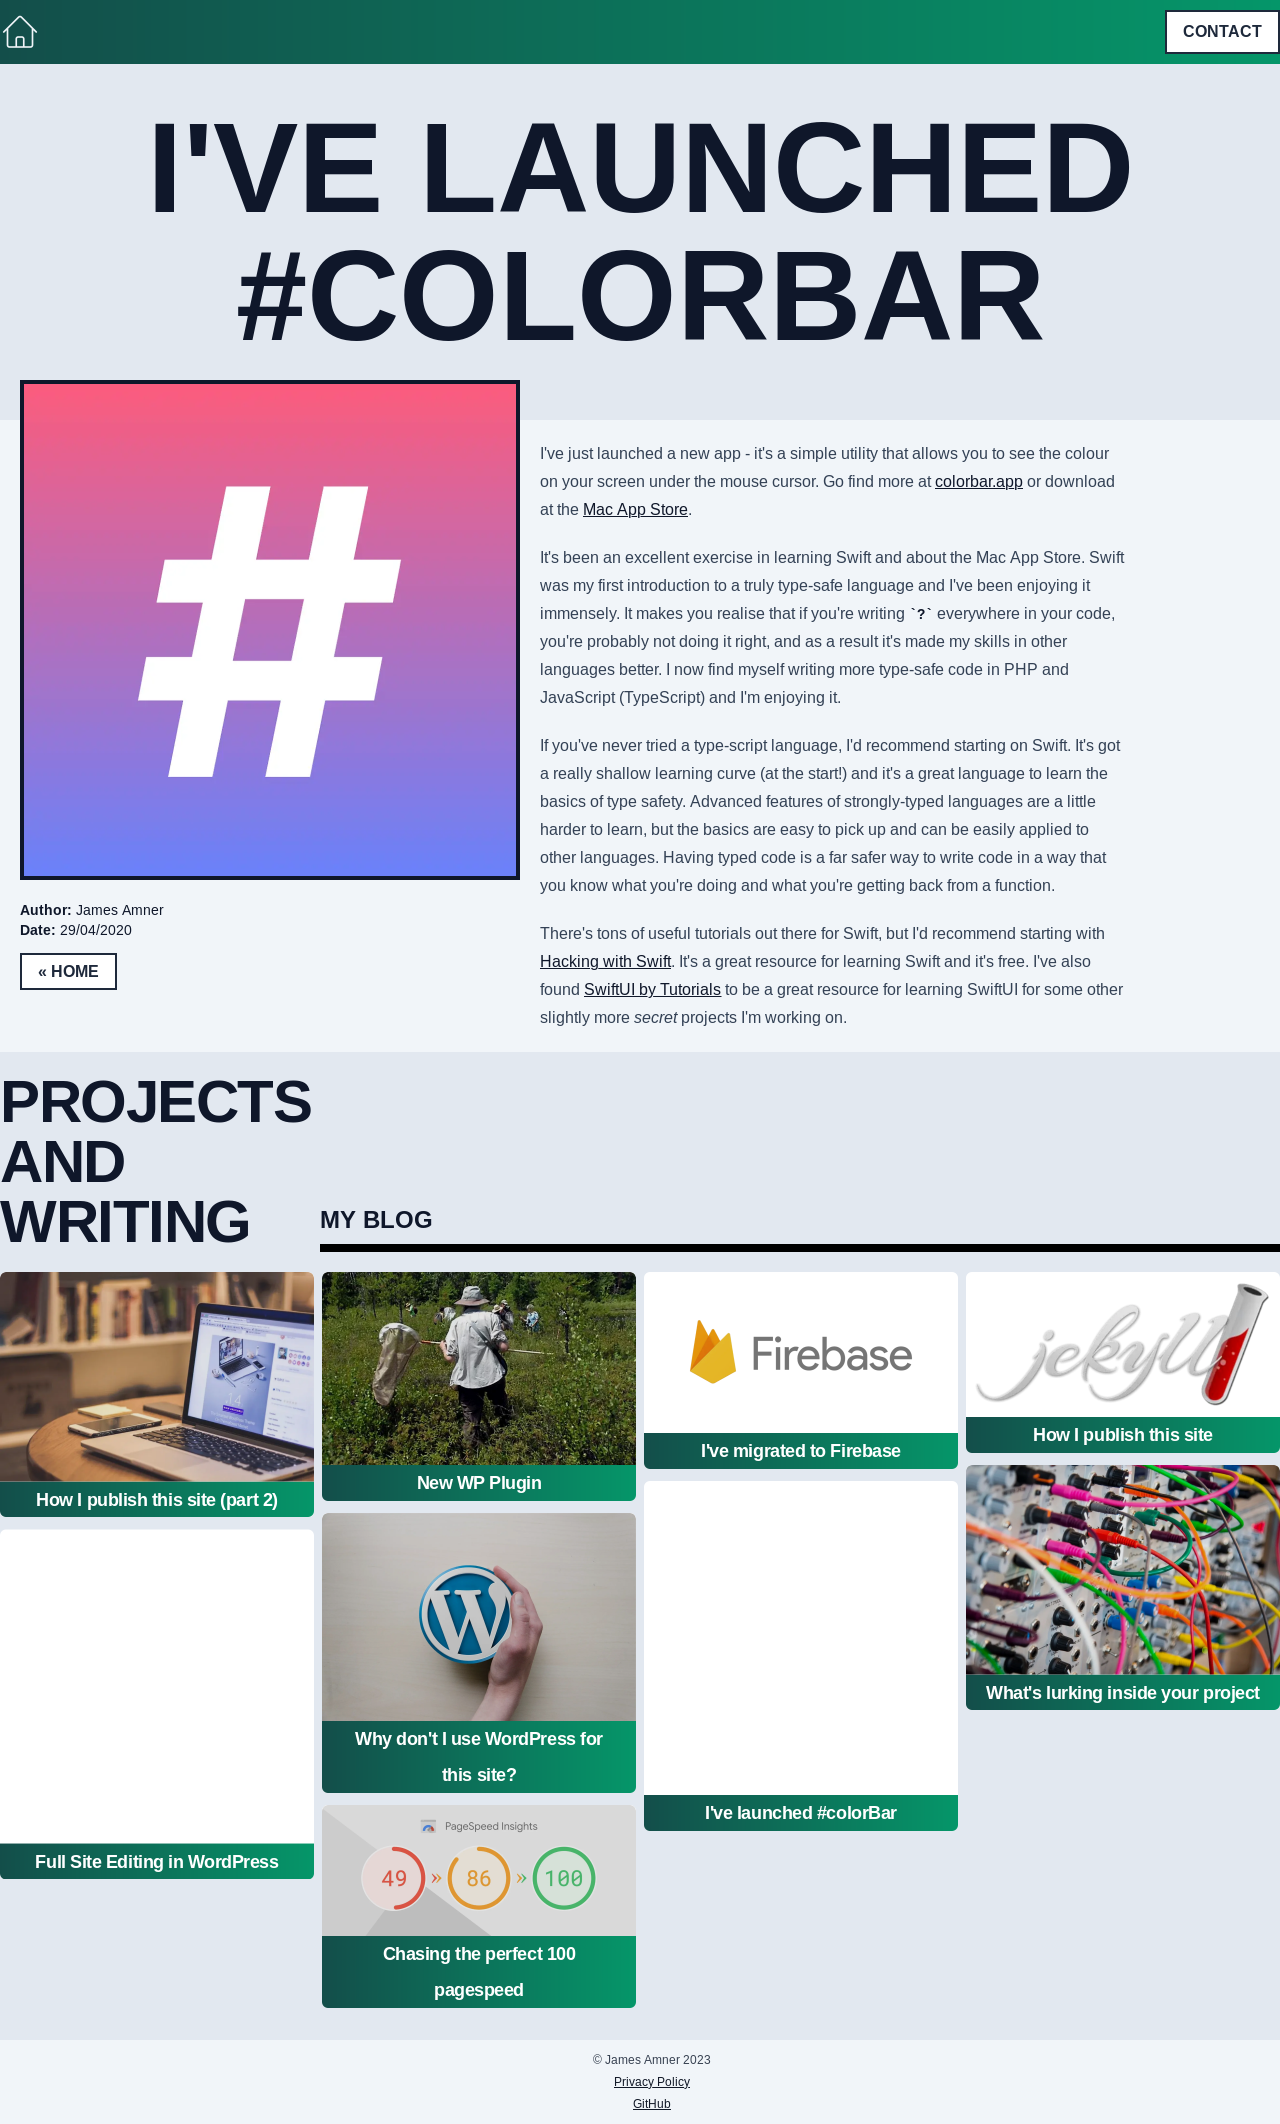 CONTACT
I'VE LAUNCHED
#COLORBAR
#
I've just launched a new app - it's a simple utility that allows you to see the colour
on your screen under the mouse cursor. Go find more at colorbar.app or download
at the Mac App Store.
It's been an excellent exercise in learning Swift and about the Mac App Store. Swift
was my first introduction to a truly type-safe language and I've been enjoying it
immensely. It makes you realise that if you're writing `?` everywhere in your code,
you're probably not doing it right, and as a result it's made my skills in other
languages better. I now find myself writing more type-safe code in PHP and
JavaScript (TypeScript) and I'm enjoying it.
If you've never tried a type-script language, I'd recommend starting on Swift. It's got
a really shallow learning curve (at the start!) and it's a great language to learn the
basics of type safety. Advanced features of strongly-typed languages are a little
harder to learn, but the basics are easy to pick up and can be easily applied to
other languages. Having typed code is a far safer way to write code in a way that
you know what you're doing and what you're getting back from a function.
There's tons of useful tutorials out there for Swift, but I'd recommend starting with
Hacking with Swift. It's a great resource for learning Swift and it's free. I've also
found SwiftUI by Tutorials to be a great resource for learning SwiftUI for some other
slightly more secret projects I'm working on.
Author: James Amner
Date: 29/04/2020
« HOME
PROJECTS
AND
WRITING
MY BLOG
How I publish this site (part 2)
Full Site Editing in WordPress
New WP Plugin
W
Why don't I use WordPress for
this site?
PageSpeed Insights
49 » 86 » 100
Chasing the perfect 100
pagespeed
Firebase
I've migrated to Firebase
I've launched #colorBar
jekyll
How I publish this site
What's lurking inside your project
© James Amner 2023
Privacy Policy
GitHub